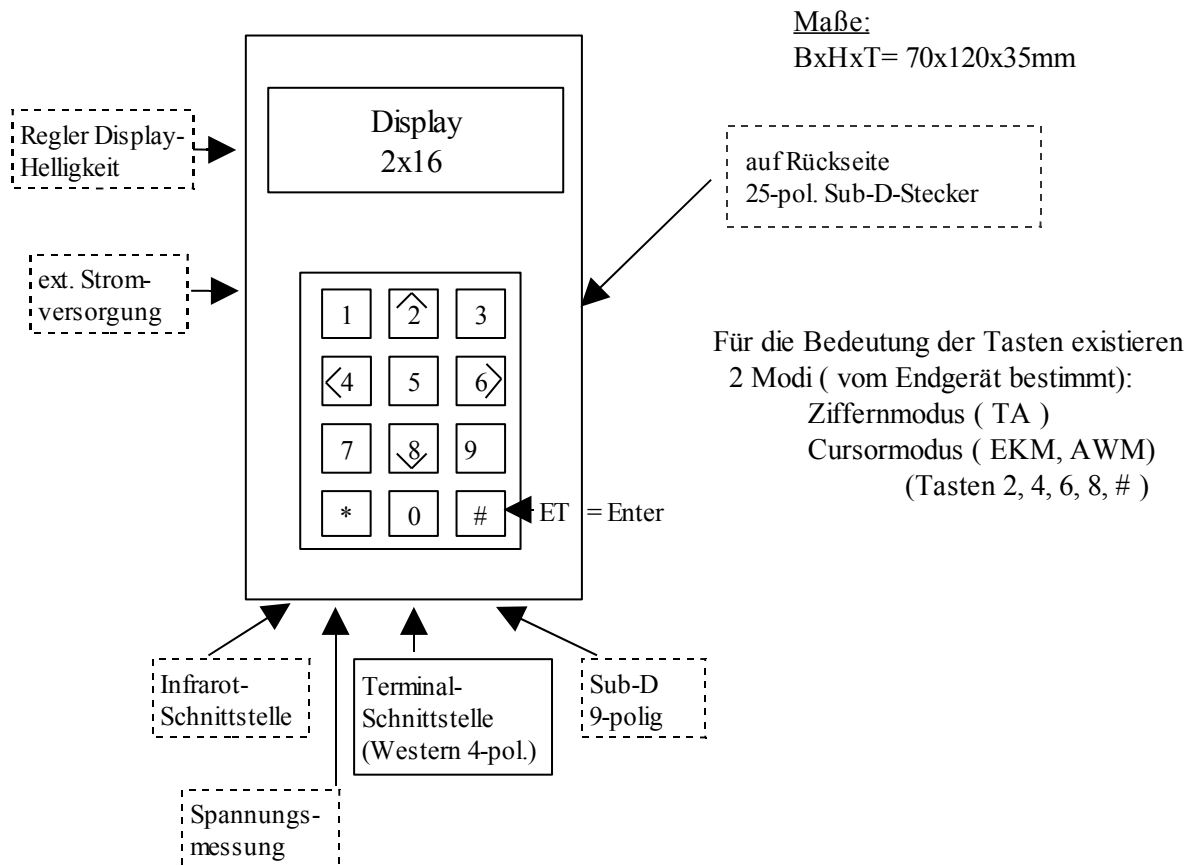 Maße:
BxHxT= 70x120x35mm
Display
2x16
Regler Display-
Helligkeit
auf Rückseite
25-pol. Sub-D-Stecker
ext. Strom-
versorgung
1 2 3
4 5 6
7 8 9
* 0 #
ET = Enter
Für die Bedeutung der Tasten existieren
2 Modi ( vom Endgerät bestimmt):
Ziffernmodus ( TA )
Cursormodus ( EKM, AWM)
(Tasten 2, 4, 6, 8, # )
Infrarot-
Schnittstelle
Terminal-
Schnittstelle
(Western 4-pol.)
Sub-D
9-polig
Spannungs-
messung